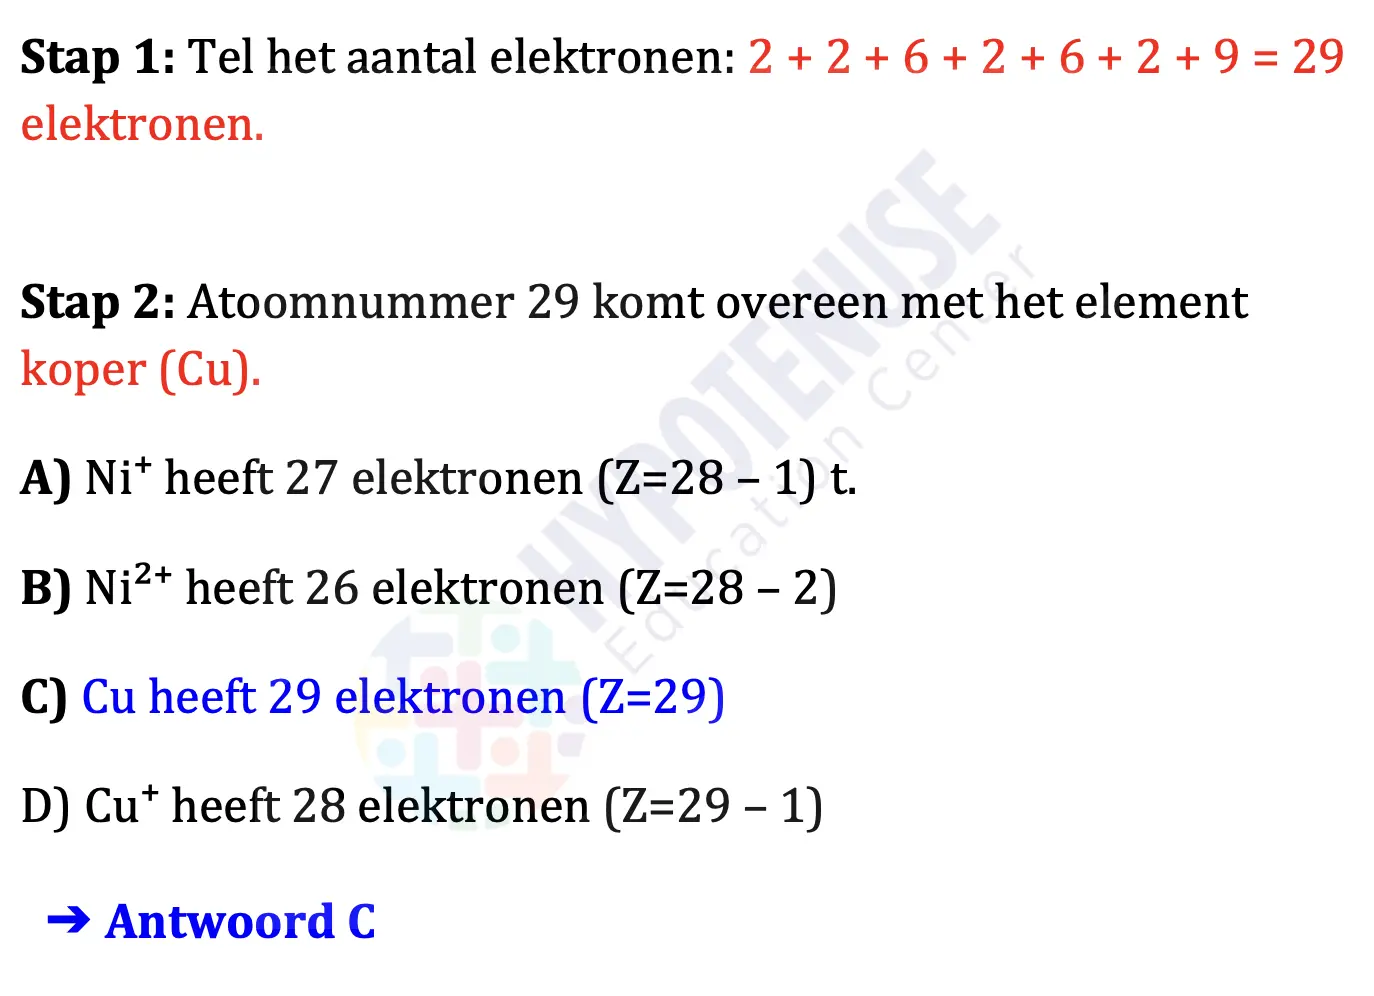 Stap 1: Tel het aantal elektronen: 2 + 2 + 6 + 2 + 6 + 2 + 9 = 29
elektronen.
Stap 2: Atoomnummer 29 komt overeen met het element
koper (Cu).
A) Ni⁺ heeft 27 elektronen (Z=28 – 1) t.
B) Ni²⁺ heeft 26 elektronen (Z=28 – 2)
C) Cu heeft 29 elektronen (Z=29)
D) Cu⁺ heeft 28 elektronen (Z=29 – 1)
➔ Antwoord C
HYPOTENUSE
Education Center